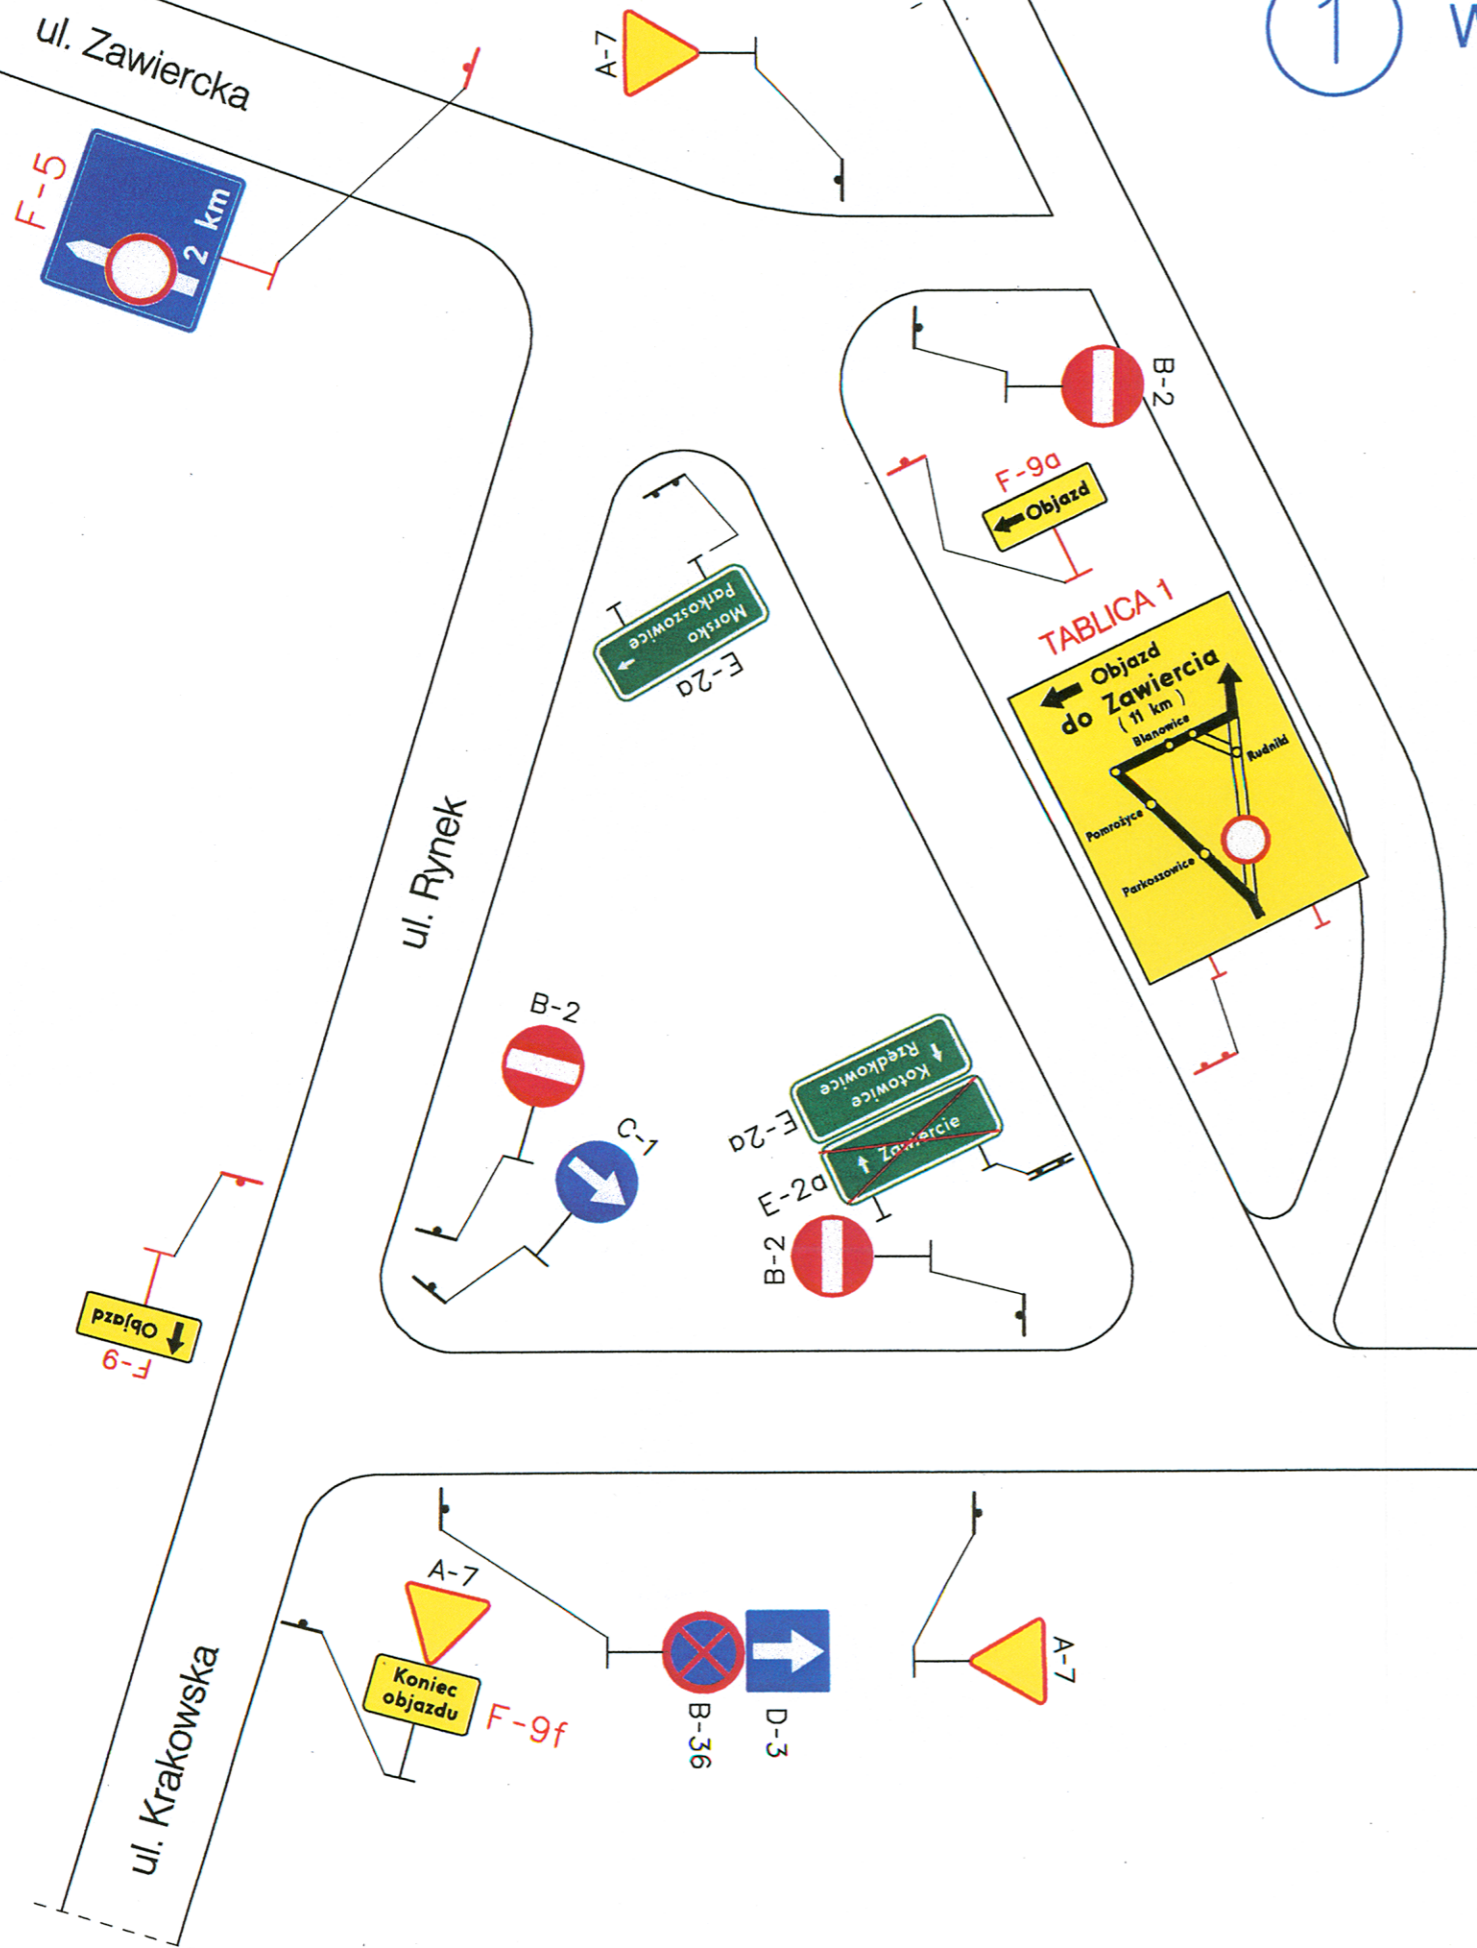 ul. Zawiercka
A-7
1
W
F-5
2 km
B-2
F-9a
Objazd
TABLICA 1
Objazd
do Zawiercia
( 11 km )
Blanowice
Rudniki
Pomrożyce
Parkoszowice
Morsko
Parkoszowice
E-2a
ul. Rynek
B-2
C-1
Kotowice
Rzędkowice
E-2a
Zawiercie
E-2a
B-2
Objazd
F-9
A-7
Koniec
objazdu
F-9f
B-36
D-3
A-7
ul. Krakowska